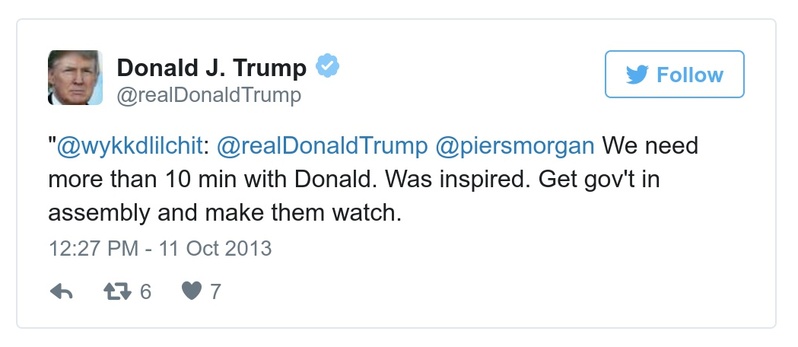 Donald J. Trump
@realDonaldTrump
Follow
"@wykkdlilchit: @realDonaldTrump @piersmorgan We need
more than 10 min with Donald. Was inspired. Get gov't in
assembly and make them watch.
12:27 PM - 11 Oct 2013
6 7